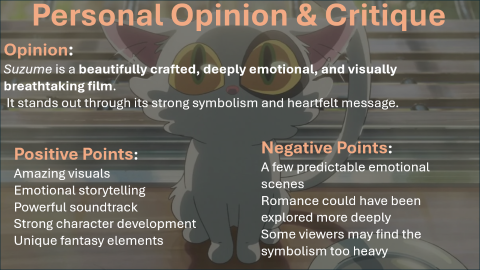 Personal Opinion & Critique
Opinion:
Suzume is a beautifully crafted, deeply emotional, and visually
breathtaking film.
It stands out through its strong symbolism and heartfelt message.
Positive Points:
Amazing visuals
Emotional storytelling
Powerful soundtrack
Strong character development
Unique fantasy elements
Negative Points:
A few predictable emotional
scenes
Romance could have been
explored more deeply
Some viewers may find the
symbolism too heavy